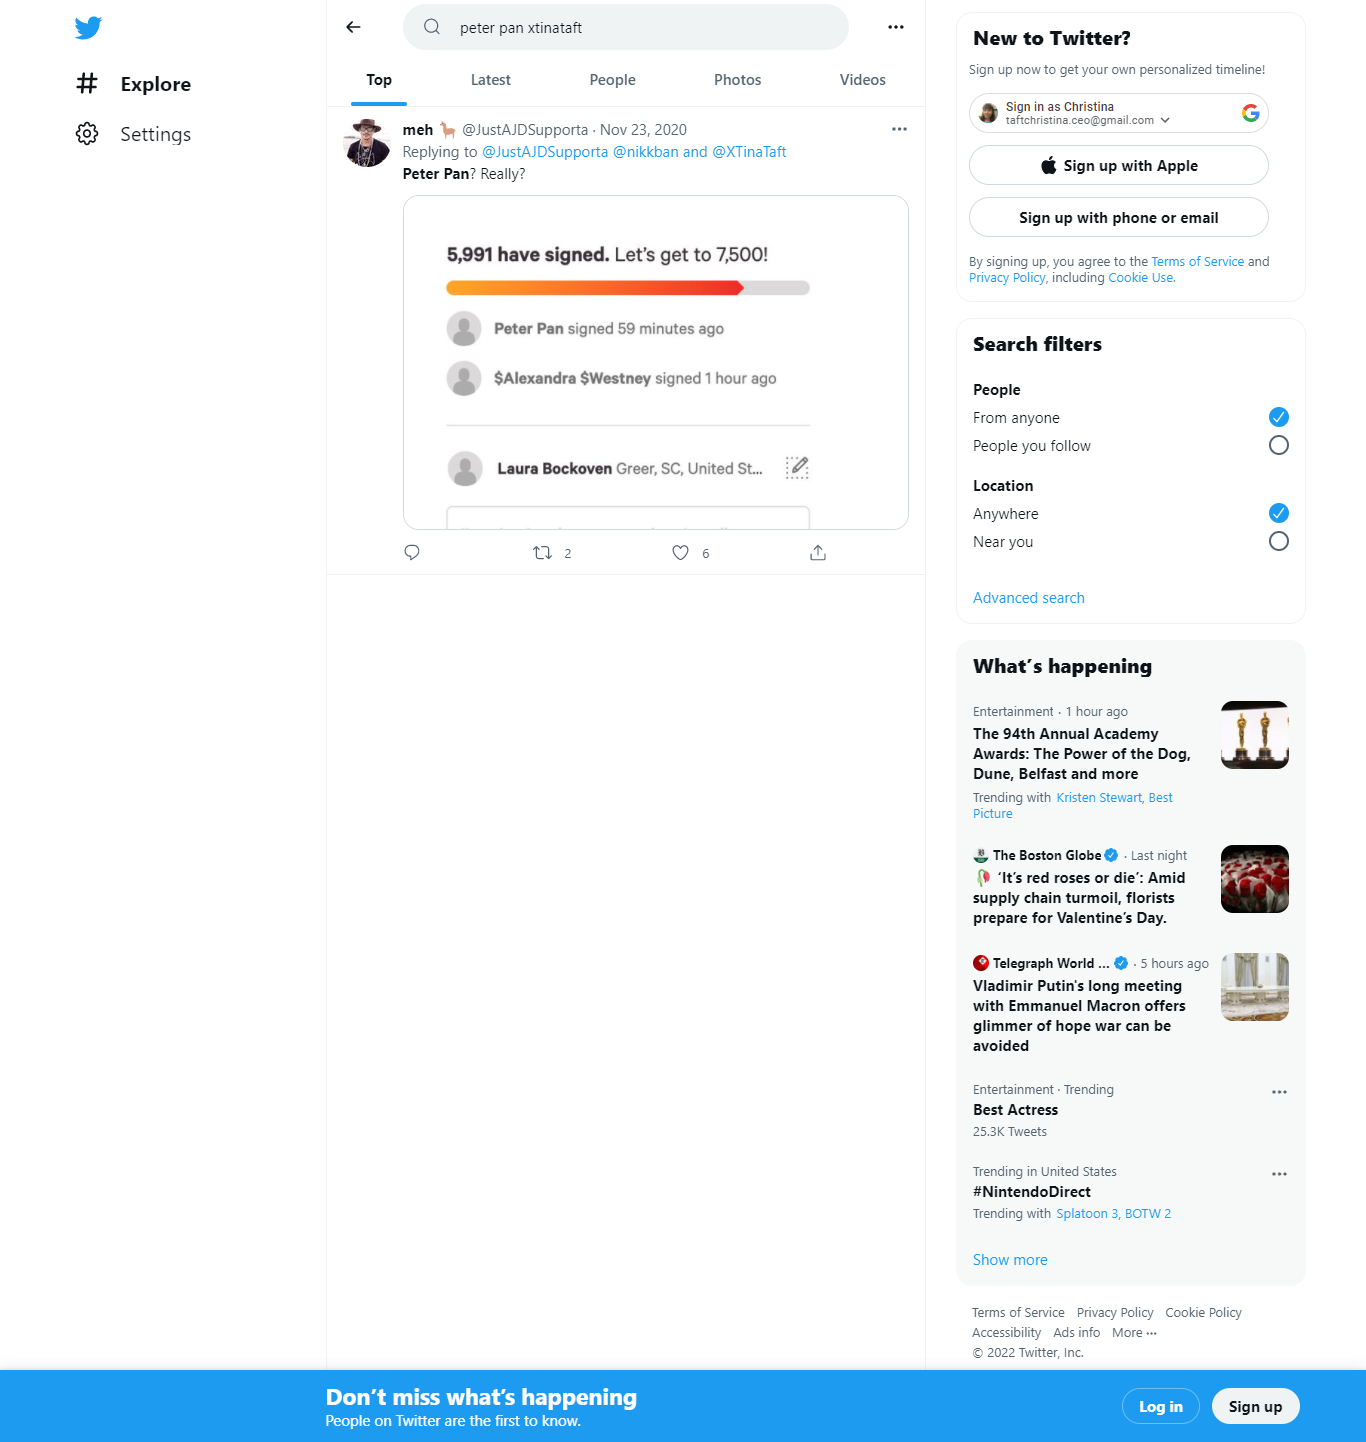 Explore
Settings
peter pan xtinataft
Top
Latest
People
Photos
Videos
meh @JustAJDSupporta · Nov 23, 2020
Replying to @JustAJDSupporta @nikkban and @XTinaTaft
Peter Pan? Really?
5,991 have signed. Let's get to 7,500!
Peter Pan signed 59 minutes ago
$Alexandra $Westney signed 1 hour ago
Laura Bockoven Greer, SC, United St...
2
6
New to Twitter?
Sign up now to get your own personalized timeline!
Sign in as Christina
taftchristina.ceo@gmail.com
Sign up with Apple
Sign up with phone or email
By signing up, you agree to the Terms of Service and
Privacy Policy, including Cookie Use.
Search filters
People
From anyone
People you follow
Location
Anywhere
Near you
Advanced search
What's happening
Entertainment · 1 hour ago
The 94th Annual Academy
Awards: The Power of the Dog,
Dune, Belfast and more
Trending with Kristen Stewart, Best
Picture
The Boston Globe · Last night
‘It's red roses or die’: Amid
supply chain turmoil, florists
prepare for Valentine's Day.
Telegraph World ... · 5 hours ago
Vladimir Putin's long meeting
with Emmanuel Macron offers
glimmer of hope war can be
avoided
Entertainment · Trending
Best Actress
25.3K Tweets
Trending in United States
#NintendoDirect
Trending with Splatoon 3, BOTW 2
Show more
Terms of Service Privacy Policy Cookie Policy
Accessibility Ads info More ···
© 2022 Twitter, Inc.
Don't miss what's happening
People on Twitter are the first to know.
Log in
Sign up